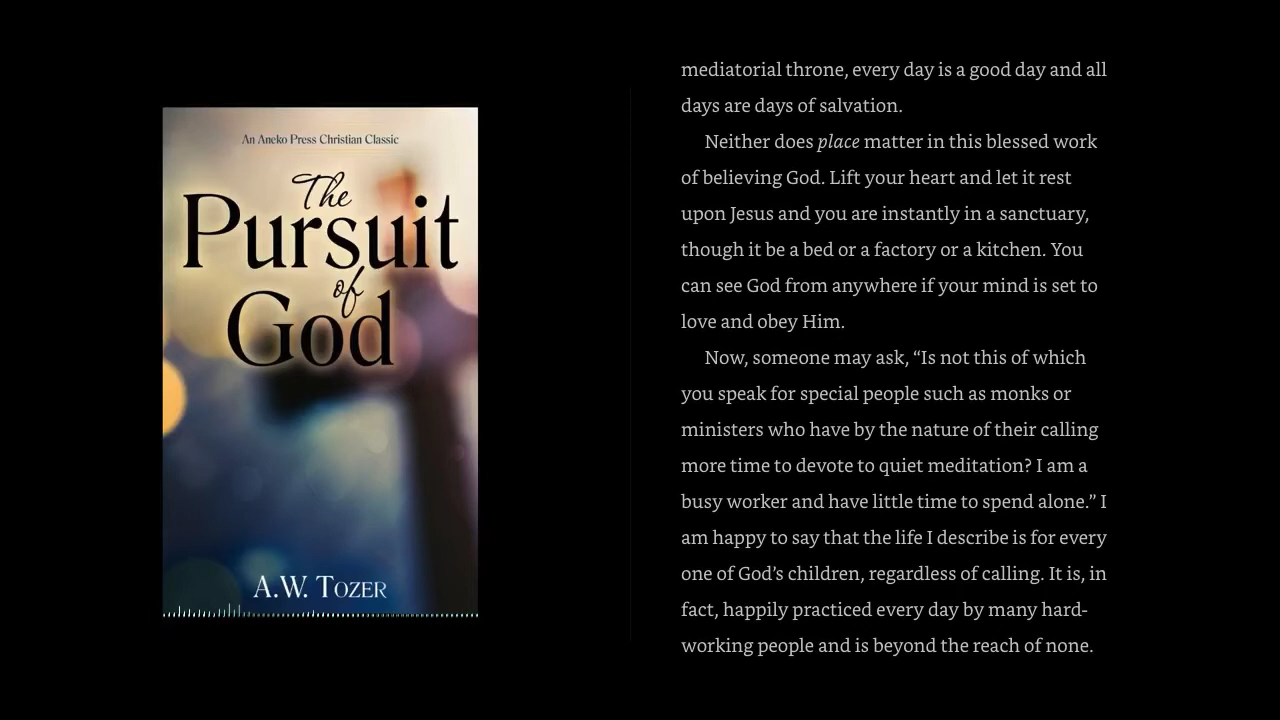 An Aneko Press Christian Classic
The
Pursuit
of
God
A.W. Tozer
mediatorial throne, every day is a good day and all
days are days of salvation.
Neither does place matter in this blessed work
of believing God. Lift your heart and let it rest
upon Jesus and you are instantly in a sanctuary,
though it be a bed or a factory or a kitchen. You
can see God from anywhere if your mind is set to
love and obey Him.
Now, someone may ask, “Is not this of which
you speak for special people such as monks or
ministers who have by the nature of their calling
more time to devote to quiet meditation? I am a
busy worker and have little time to spend alone.” I
am happy to say that the life I describe is for every
one of God’s children, regardless of calling. It is, in
fact, happily practiced every day by many hard-
working people and is beyond the reach of none.